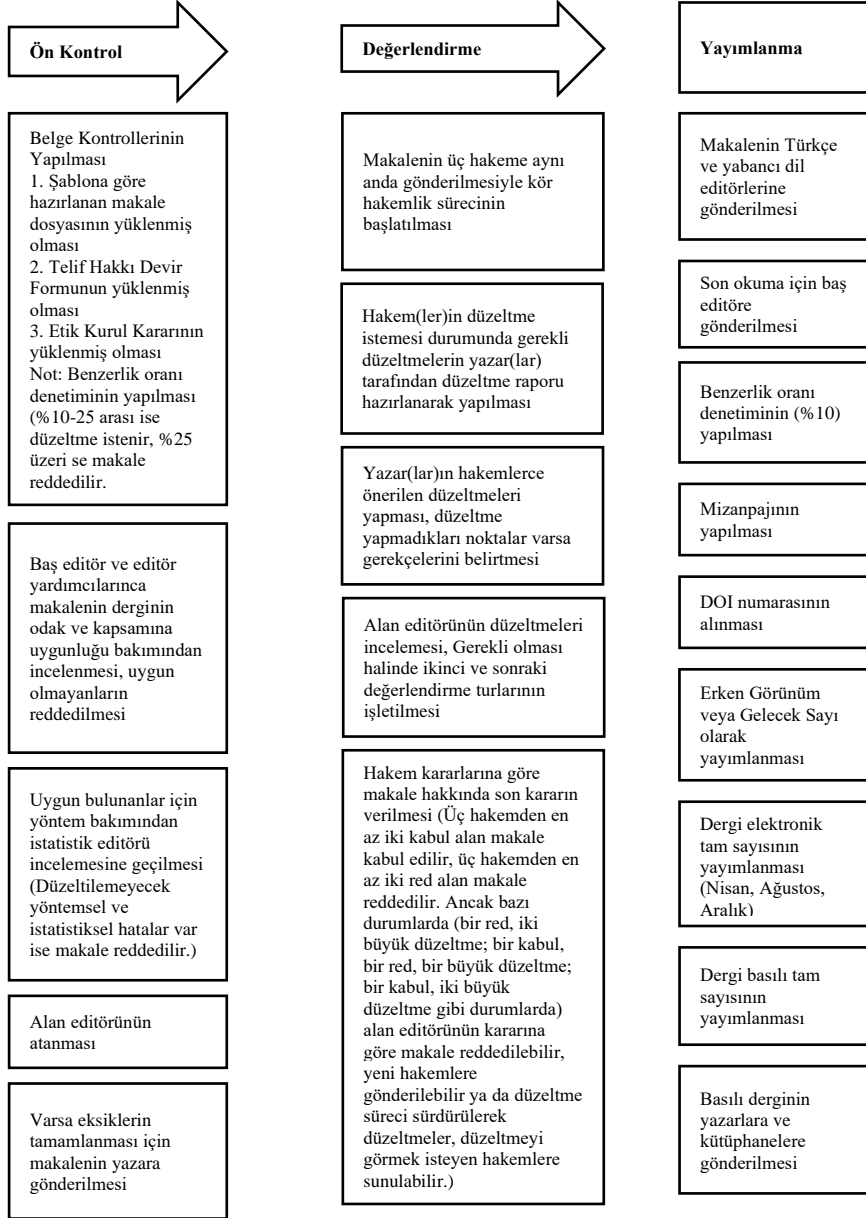 Ön Kontrol
Belge Kontrollerinin
Yapılması
1. Şablona göre
hazırlanan makale
dosyasının yüklenmiş
olması
2. Telif Hakkı Devir
Formunun yüklenmiş
olması
3. Etik Kurul Kararının
yüklenmiş olması
Not: Benzerlik oranı
denetiminin yapılması
(%10-25 arası ise
düzeltme istenir, %25
üzeri se makale
reddedilir.
Baş editör ve editör
yardımcılarınca
makalenin derginin
odak ve kapsamına
uygunluğu bakımından
incelenmesi, uygun
olmayanların
reddedilmesi
Uygun bulunanlar için
yöntem bakımından
istatistik editörü
incelemesine geçilmesi
(Düzeltilemeyecek
yöntemsel ve
istatistiksel hatalar var
ise makale reddedilir.)
Alan editörünün
atanması
Varsa eksiklerin
tamamlanması için
makalenin yazara
gönderilmesi
Değerlendirme
Makalenin üç hakeme aynı
anda gönderilmesiyle kör
hakemlik sürecinin
başlatılması
Hakem(ler)in düzeltme
istemesi durumunda gerekli
düzeltmelerin yazar(lar)
tarafından düzeltme raporu
hazırlanarak yapılması
Yazar(lar)ın hakemlerce
önerilen düzeltmeleri
yapması, düzeltme
yapmadıkları noktalar varsa
gerekçelerini belirtmesi
Alan editörünün düzeltmeleri
incelemesi, Gerekli olması
halinde ikinci ve sonraki
değerlendirme turlarının
işletilmesi
Hakem kararlarına göre
makale hakkında son kararın
verilmesi (Üç hakemden en
az iki kabul alan makale
kabul edilir, üç hakemden en
az iki red alan makale
reddedilir. Ancak bazı
durumlarda (bir red, iki
büyük düzeltme; bir kabul,
bir red, bir büyük düzeltme;
bir kabul, iki büyük
düzeltme gibi durumlarda)
alan editörünün kararına
göre makale reddedilebilir,
yeni hakemlere
gönderilebilir ya da düzeltme
süreci sürdürülerek
düzeltmeler, düzeltmeyi
görmek isteyen hakemlere
sunulabilir.)
Yayımlanma
Makalenin Türkçe
ve yabancı dil
editörlerine
gönderilmesi
Son okuma için baş
editöre
gönderilmesi
Benzerlik oranı
denetiminin (%10)
yapılması
Mizanpajının
yapılması
DOI numarasının
alınması
Erken Görünüm
veya Gelecek Sayı
olarak
yayımlanması
Dergi elektronik
tam sayısının
yayımlanması
(Nisan, Ağustos,
Aralık)
Dergi basılı tam
sayısının
yayımlanması
Basılı derginin
yazarlara ve
kütüphanelere
gönderilmesi